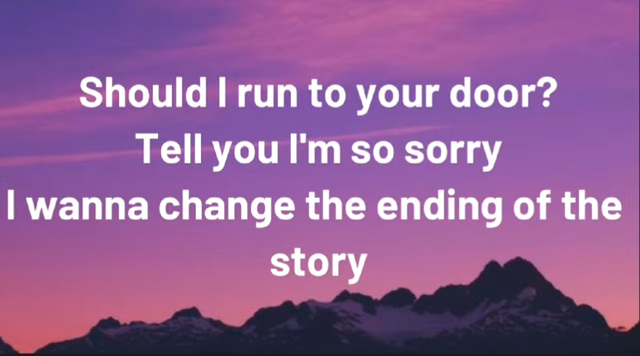 Should I run to your door?
Tell you I'm so sorry
I wanna change the ending of the
story